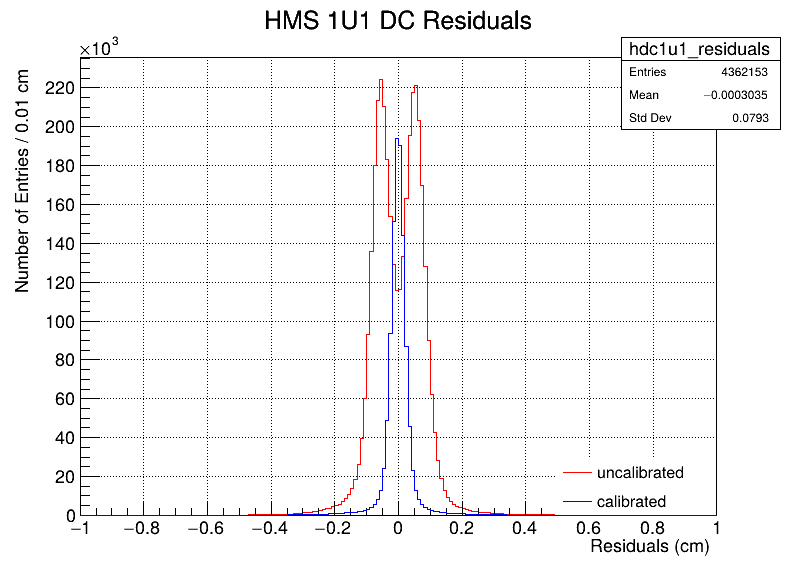 HMS 1U1 DC Residuals
×10³
hdc1u1_residuals
Entries 4362153
Mean −0.0003035
Std Dev 0.0793
Number of Entries / 0.01 cm
220
200
180
160
140
120
100
80
60
40
20
0
uncalibrated
calibrated
−1 −0.8 −0.6 −0.4 −0.2 0 0.2 0.4 0.6 0.8 1
Residuals (cm)